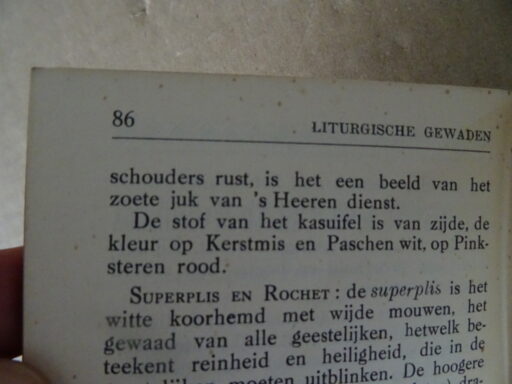 86
LITURGISCHE GEWADEN
schouders rust, is het een beeld van het
zoete juk van 's Heeren dienst.
De stof van het kasuifel is van zijde, de
kleur op Kerstmis en Paschen wit, op Pink-
steren rood.
SUPERPLIS EN ROCHET : de superplis is het
witte koorhemd met wijde mouwen, het
gewaad van alle geestelijken, hetwelk be-
teekent reinheid en heiligheid, die in de
moeten uitblinken. De hoogere
dra-